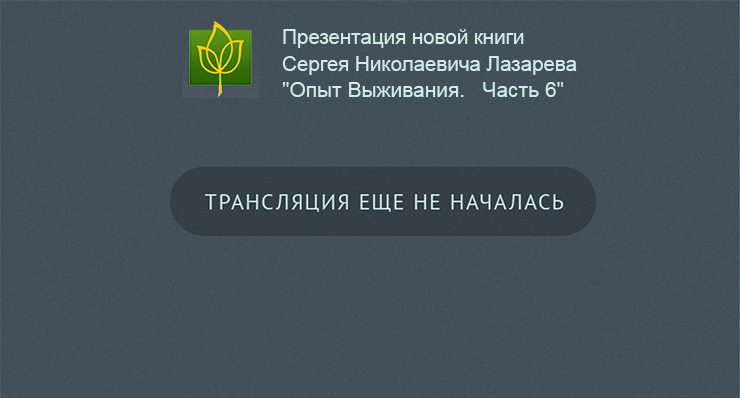 Презентация новой книги
Сергея Николаевича Лазарева
"Опыт Выживания. Часть 6"
ТРАНСЛЯЦИЯ ЕЩЕ НЕ НАЧАЛАСЬ